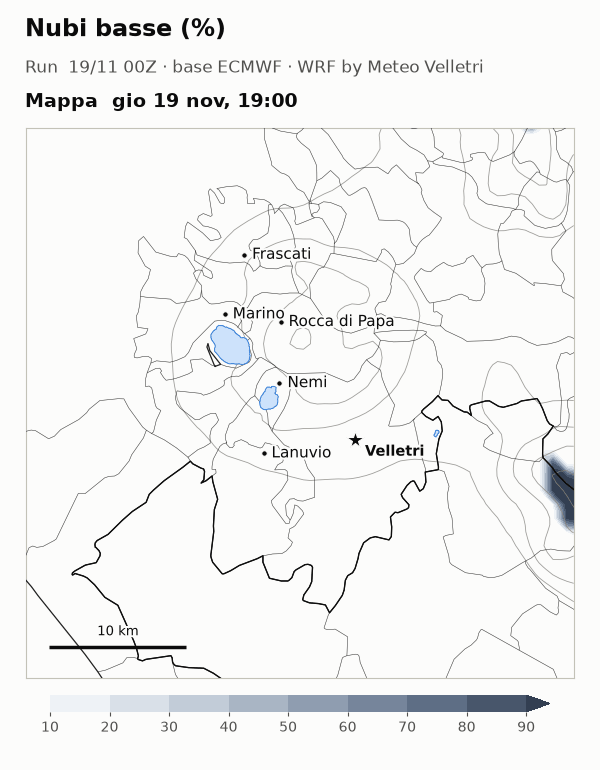 Nubi basse (%)
Run  19/11 00Z · base ECMWF · WRF by Meteo Velletri
Mappa  gio 19 nov, 19:00
Frascati
Marino
Rocca di Papa
Nemi
Velletri
Lanuvio
10 km
10 20 30 40 50 60 70 80 90